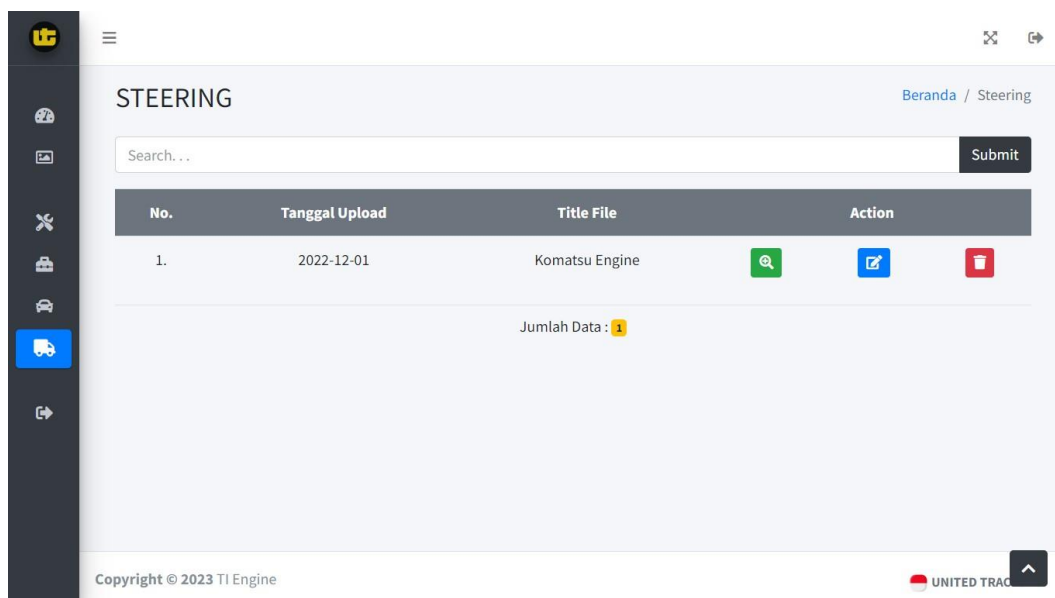 STEERING
Beranda / Steering
Search. . .
Submit
No. Tanggal Upload Title File Action
1. 2022-12-01 Komatsu Engine
Jumlah Data : 1
Copyright © 2023 TI Engine
UNITED